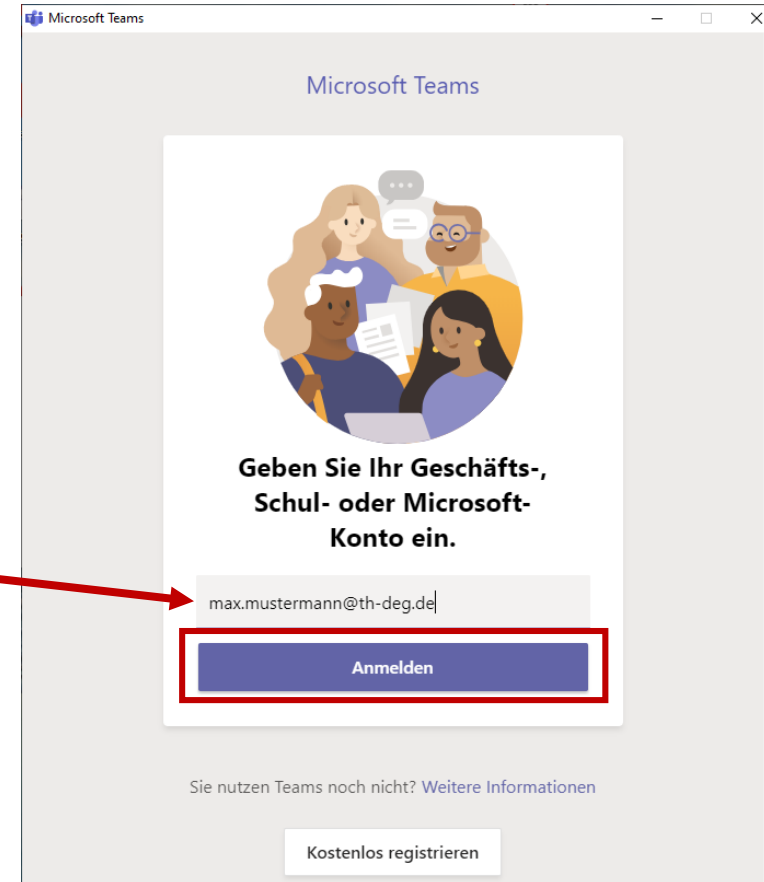 Microsoft Teams
Microsoft Teams
Geben Sie Ihr Geschäfts-,
Schul- oder Microsoft-
Konto ein.
max.mustermann@th-deg.de
Anmelden
Sie nutzen Teams noch nicht? Weitere Informationen
Kostenlos registrieren